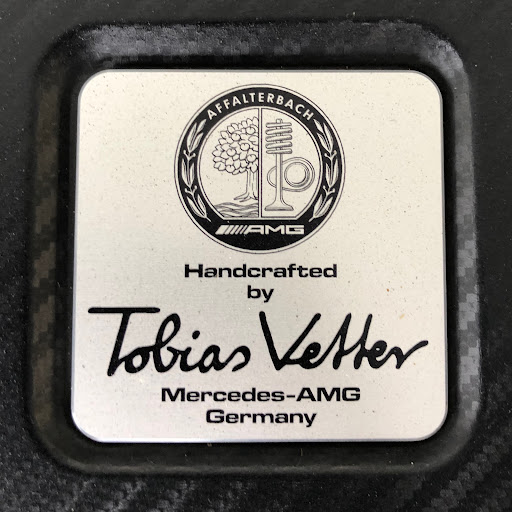 AFFALTERBACH
AMG
Handcrafted
by
Tobias Vetter
Mercedes-AMG
Germany